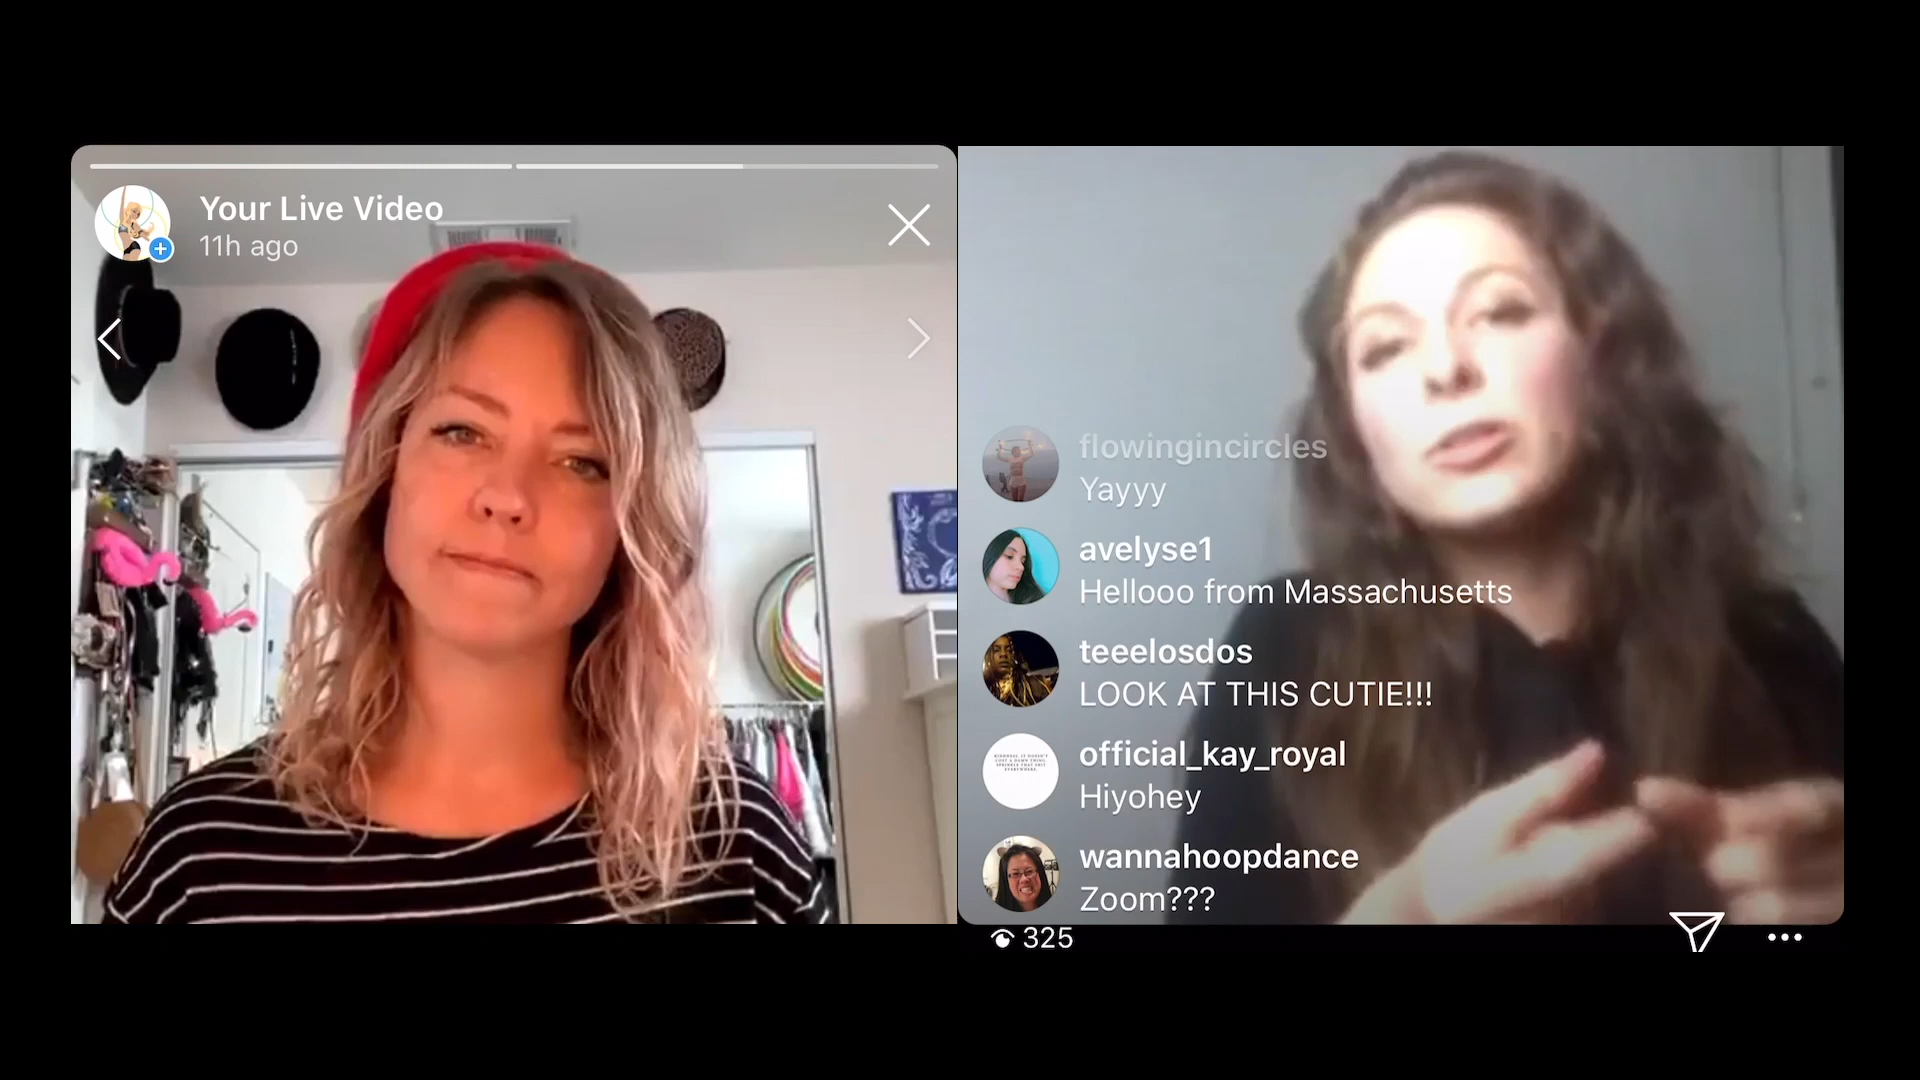 Your Live Video
11h ago
flowingincircles
Yayyy
avelyse1
Hellooo from Massachusetts
teeelosdos
LOOK AT THIS CUTIE!!!
official_kay_royal
Hiyohey
wannahoopdance
Zoom???
325